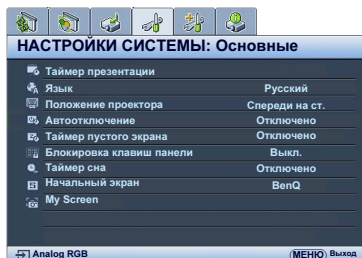 НАСТРОЙКИ СИСТЕМЫ: Основные
Таймер презентации
Язык Русский
Положение проектора Спереди на ст.
Автоотключение Отключено
Таймер пустого экрана Отключено
Блокировка клавиш панели Выкл.
Таймер сна Отключено
Начальный экран BenQ
My Screen
Analog RGB МЕНЮ Выход